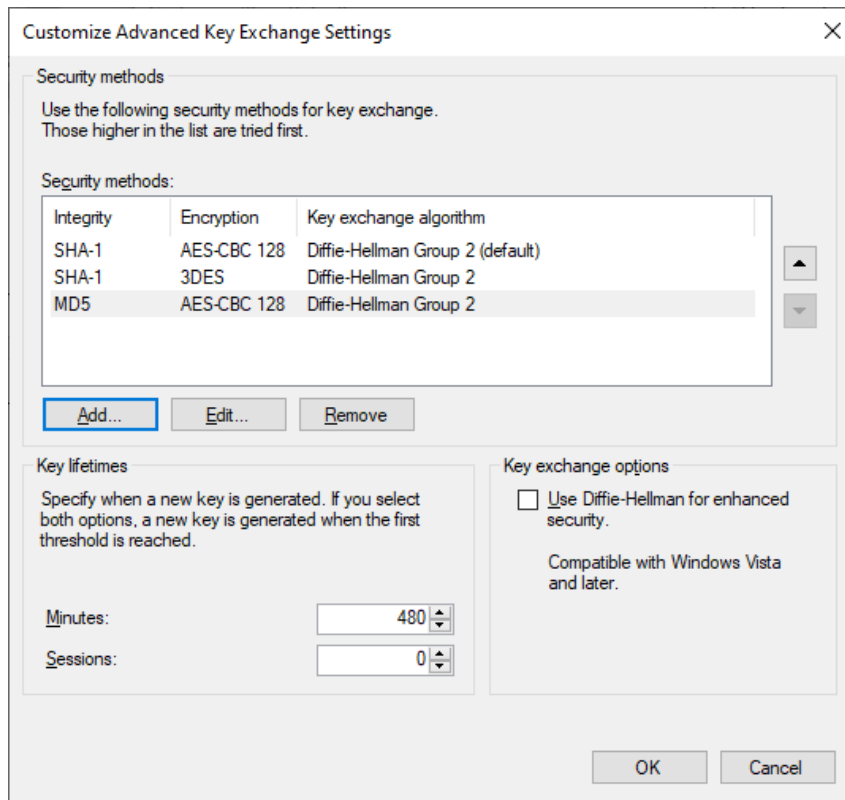 Customize Advanced Key Exchange Settings
Security methods
Use the following security methods for key exchange.
Those higher in the list are tried first.
Security methods:
Integrity Encryption Key exchange algorithm
SHA-1 AES-CBC 128 Diffie-Hellman Group 2 (default)
SHA-1 3DES Diffie-Hellman Group 2
MD5 AES-CBC 128 Diffie-Hellman Group 2
Add... Edit... Remove
Key lifetimes
Specify when a new key is generated. If you select
both options, a new key is generated when the first
threshold is reached.
Minutes: 480
Sessions: 0
Key exchange options
Use Diffie-Hellman for enhanced
security.
Compatible with Windows Vista
and later.
OK Cancel